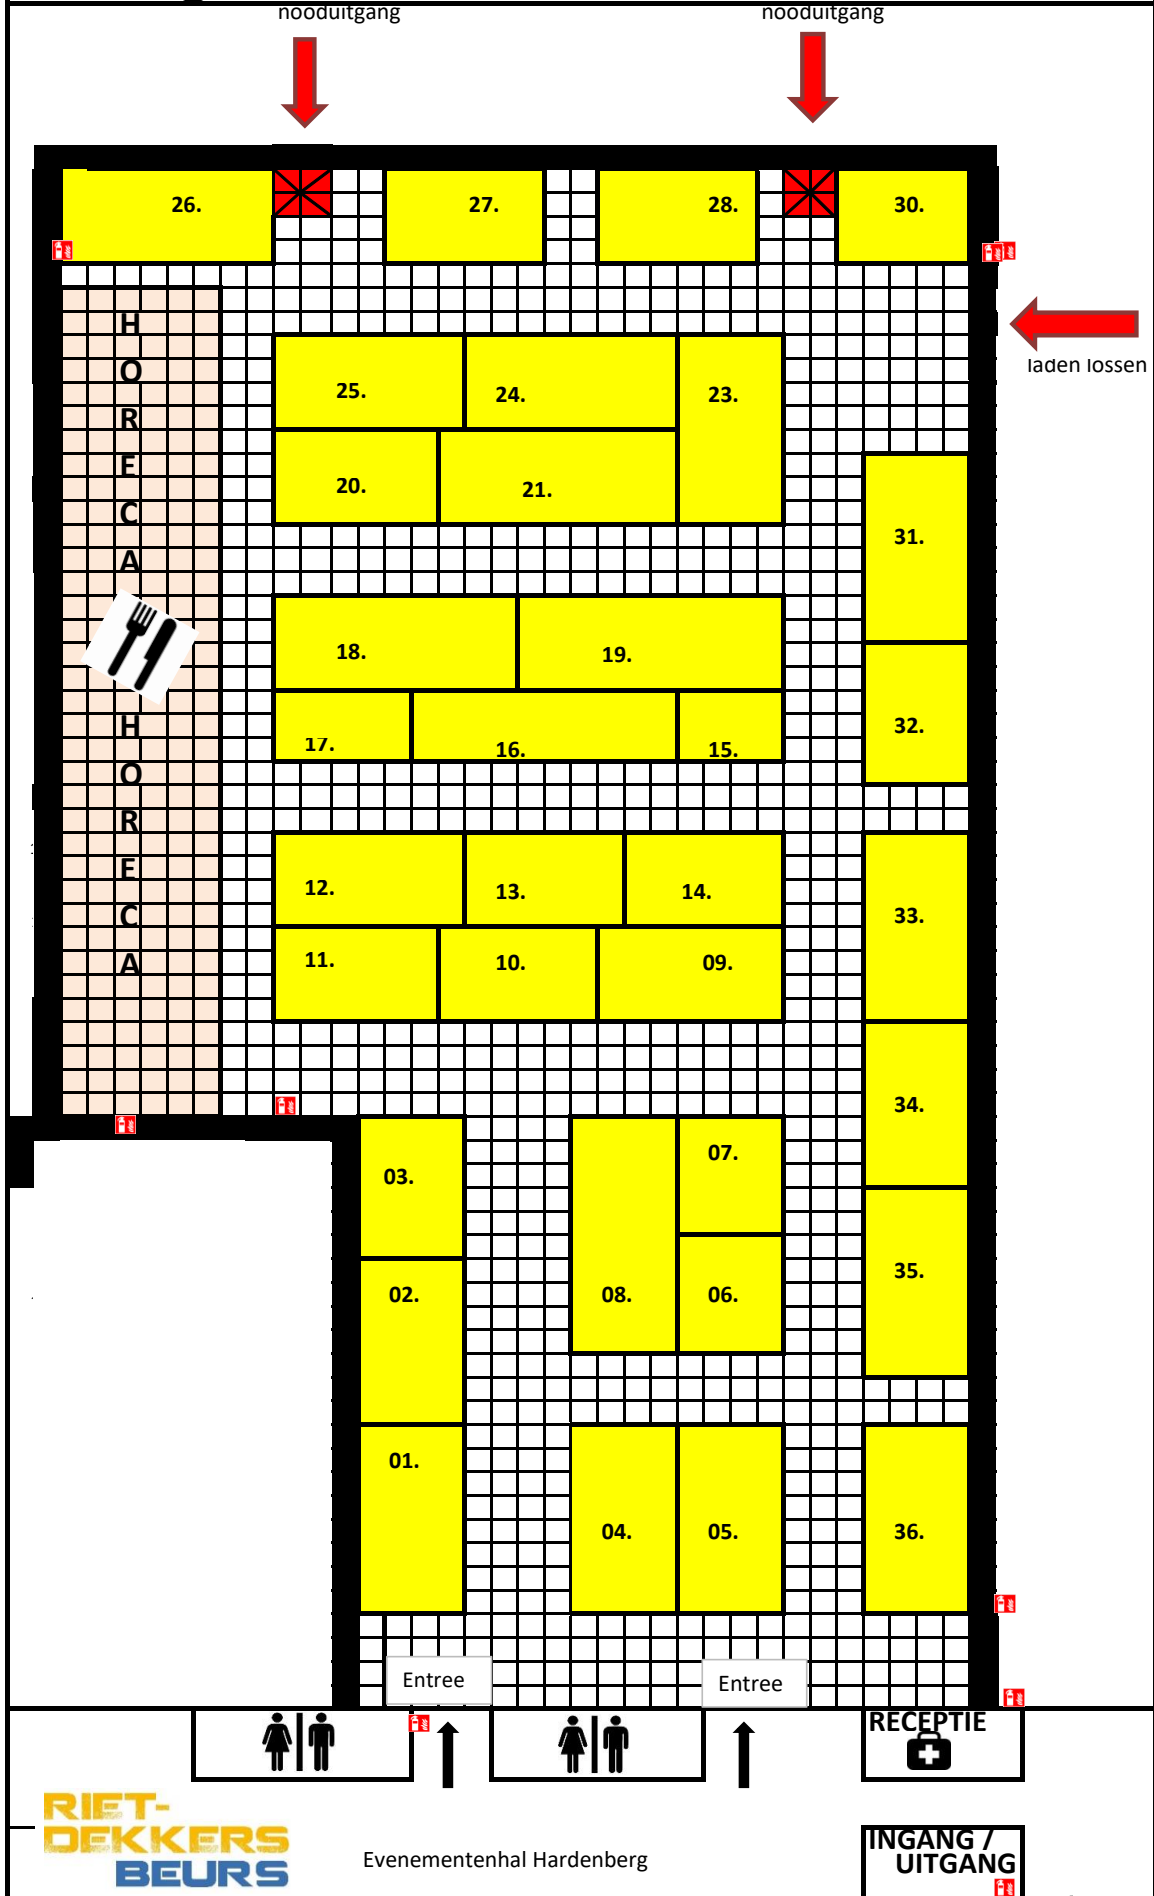 nooduitgang nooduitgang
26. 27. 28. 30.
laden lossen
H
O
R
E
C
A
H
O
R
E
C
A
25. 24. 23.
20. 21.
31.
18. 19.
32.
17. 16. 15.
12. 13. 14.
33.
11. 10. 09.
34.
03. 07.
35.
02. 08. 06.
01.
04. 05. 36.
Entree Entree
RECEPTIE
RIET-
DEKKERS
BEURS
Evenementenhal Hardenberg
INGANG /
UITGANG